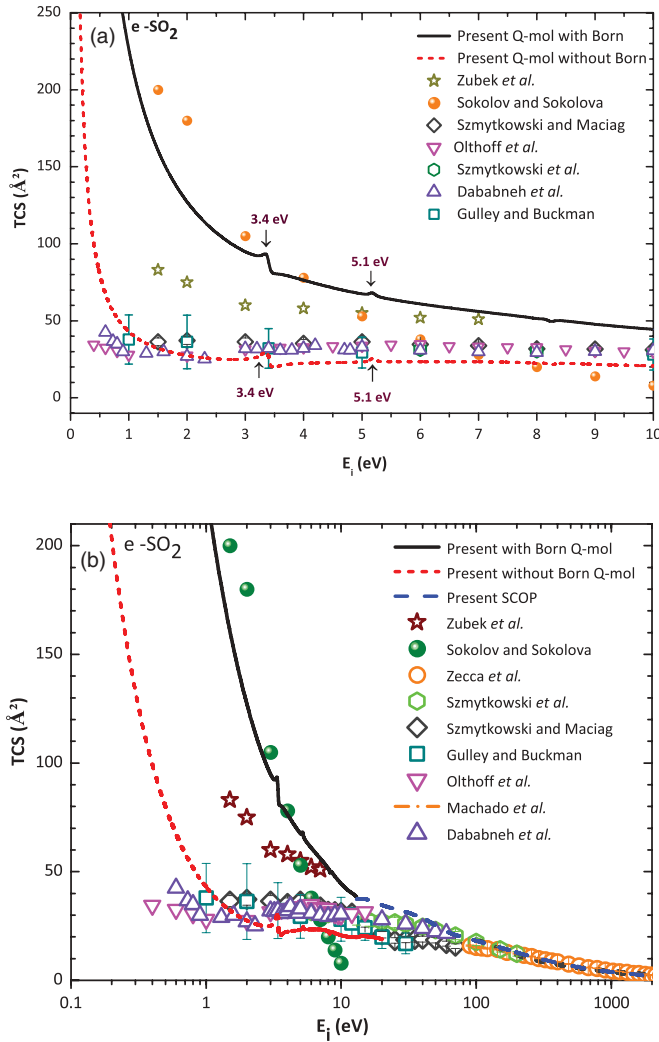 (a)
e -SO2
Present Q-mol with Born
Present Q-mol without Born
Zubek et al.
Sokolov and Sokolova
Szmytkowski and Maciag
Olthoff et al.
Szmytkowski et al.
Dababneh et al.
Gulley and Buckman
250
200
150
100
50
0
TCS (Å2)
3.4 eV
5.1 eV
3.4 eV
5.1 eV
0 1 2 3 4 5 6 7 8 9 10
Ei (eV)
(b)
e -SO2
Present with Born Q-mol
Present without Born Q-mol
Present SCOP
Zubek et al.
Sokolov and Sokolova
Zecca et al.
Szmytkowski et al.
Szmytkowski and Maciag
Gulley and Buckman
Olthoff et al.
Machado et al.
Dababneh et al.
200
150
100
50
0
TCS (Å2)
0.1 1 10 100 1000
Ei (eV)